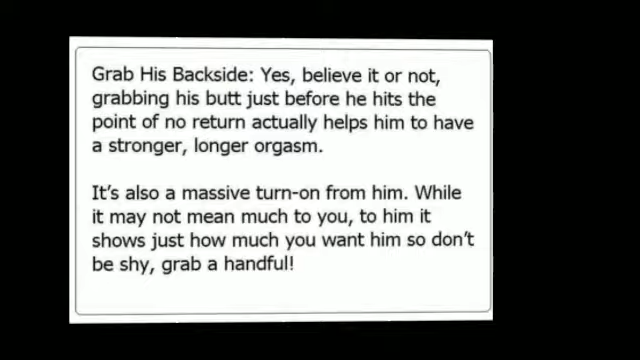 Grab His Backside: Yes, believe it or not,
grabbing his butt just before he hits the
point of no return actually helps him to have
a stronger, longer orgasm.
It's also a massive turn-on from him. While
it may not mean much to you, to him it
shows just how much you want him so don't
be shy, grab a handful!